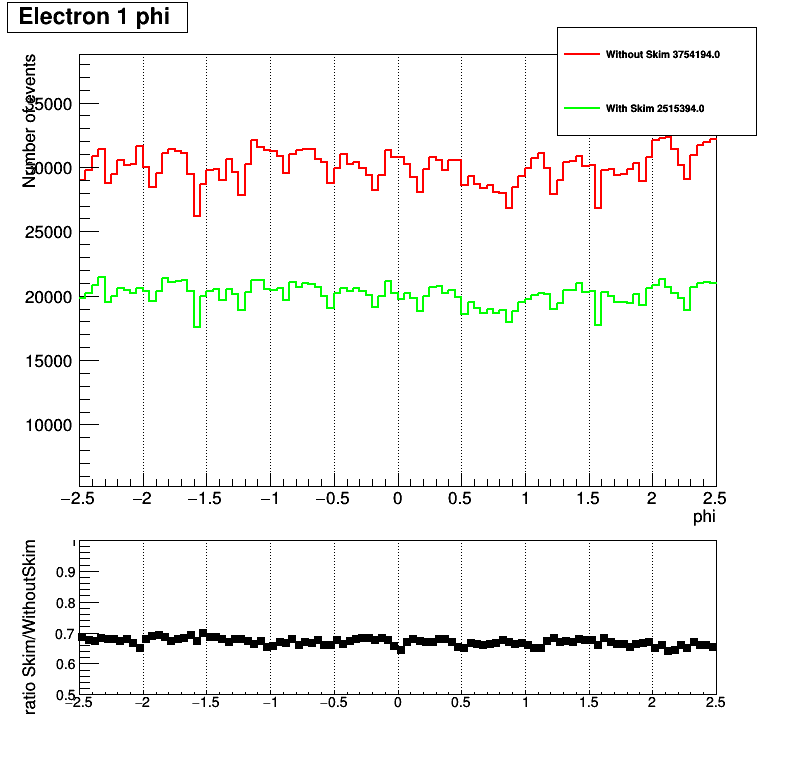 Electron 1 phi
Without Skim 3754194.0
With Skim 2515394.0
Number of events
35000
30000
25000
20000
15000
10000
−2.5 −2 −1.5 −1 −0.5 0 0.5 1 1.5 2 2.5
phi
ratio Skim/WithoutSkim
1
0.9
0.8
0.7
0.6
0.5
−2.5 −2 −1.5 −1 −0.5 0 0.5 1 1.5 2 2.5